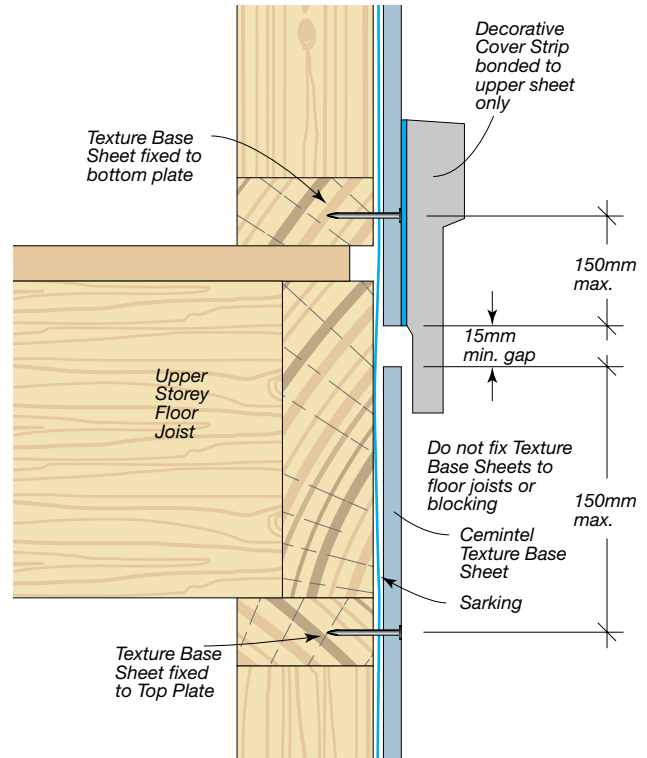 Decorative
Cover Strip
bonded to
upper sheet
only
Texture Base
Sheet fixed to
bottom plate
150mm
max.
15mm
min. gap
Upper
Storey
Floor
Joist
Do not fix Texture
Base Sheets to
floor joists or
blocking
150mm
max.
Cemintel
Texture Base
Sheet
Sarking
Texture Base
Sheet fixed
to Top Plate